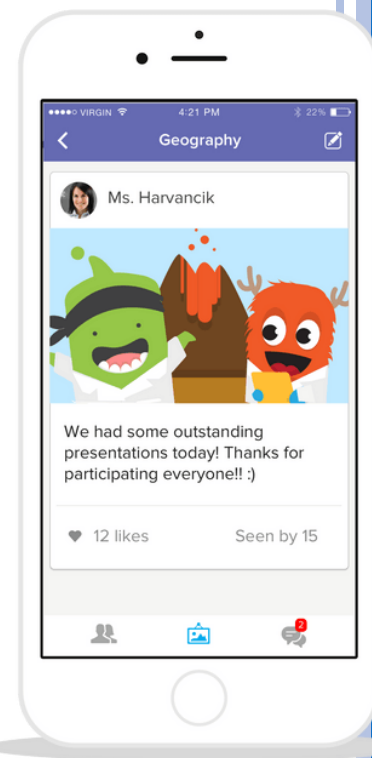 VIRGIN 4:21 PM 22%
Geography
Ms. Harvancik
We had some outstanding
presentations today! Thanks for
participating everyone!! :)
12 likes Seen by 15
2